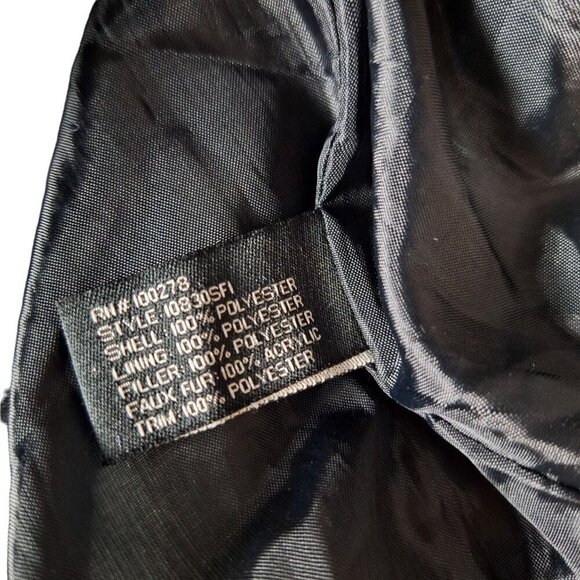 RN# 100278
STYLE 10830SF1
SHELL 100% POLYESTER
LINING: 100% POLYESTER
FILLER: 100% POLYESTER
FAUX FUR: 100% ACRYLIC
TRIM: 100% POLYESTER